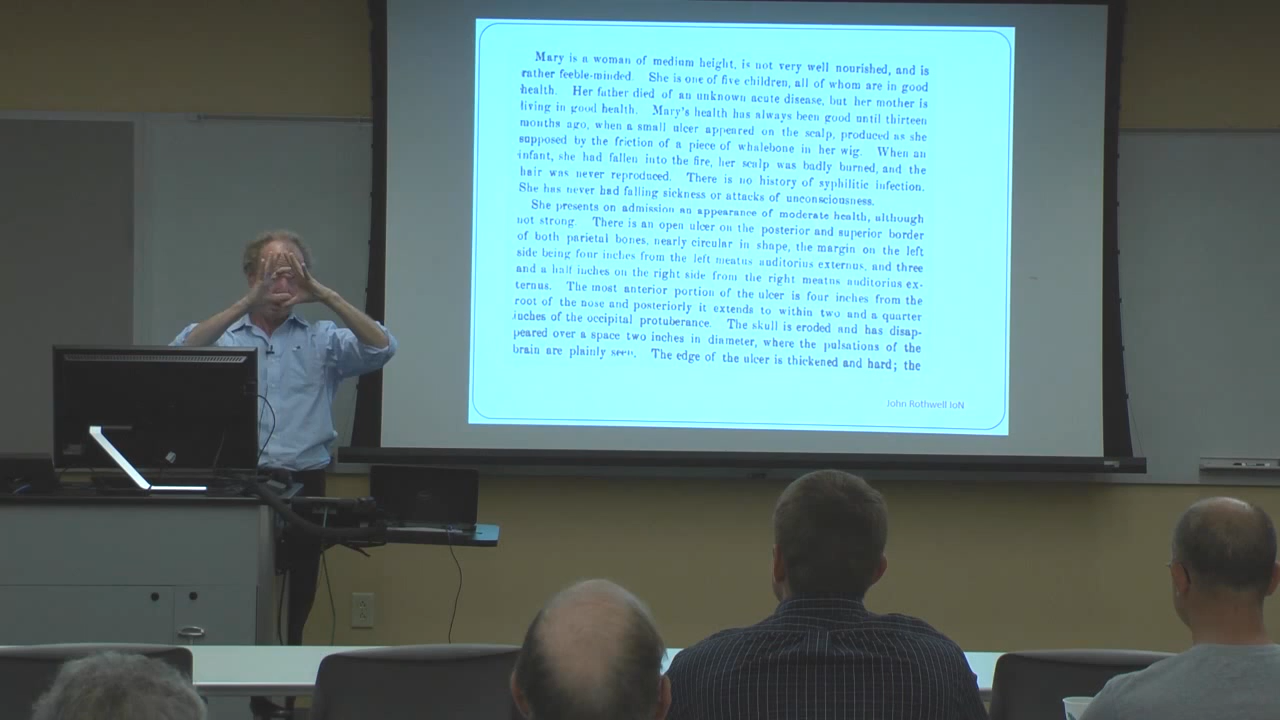 Mary is a woman of medium height, is not very well nourished, and is
rather feeble-minded. She is one of five children, all of whom are in good
health. Her father died of an unknown acute disease, but her mother is
living in good health. Mary's health has always been good until thirteen
months ago, when a small ulcer appeared on the scalp, produced as she
supposed by the friction of a piece of whalebone in her wig. When an
infant, she had fallen into the fire, her scalp was badly burned, and the
hair was never reproduced. There is no history of syphilitic infection.
She has never had falling sickness or attacks of unconsciousness.
She presents on admission an appearance of moderate health, although
not strong. There is an open ulcer on the posterior and superior border
of both parietal bones, nearly circular in shape, the margin on the left
side being four inches from the left meatus auditorius externus, and three
and a half inches on the right side from the right meatus auditorius ex-
ternus. The most anterior portion of the ulcer is four inches from the
root of the nose and posteriorly it extends to within two and a quarter
inches of the occipital protuberance. The skull is eroded and has disap-
peared over a space two inches in diameter, where the pulsations of the
brain are plainly seen. The edge of the ulcer is thickened and hard; the
John Rothwell IoN